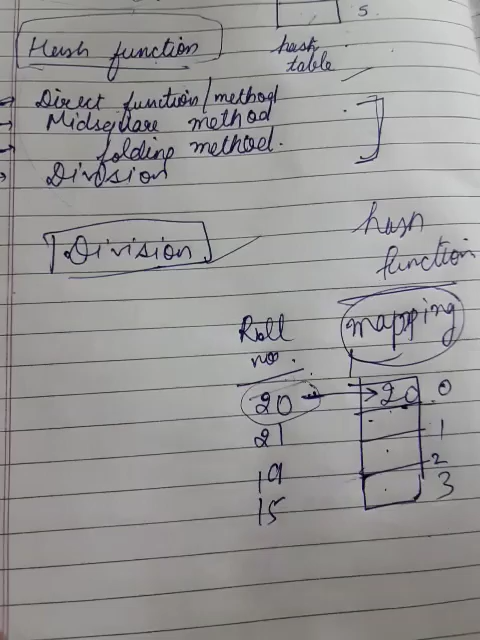 5.
Hash function
hash
table
Direct function/method
Midsquare method
folding method.
Division
Division
hash
function
mapping
Roll
no.
20 20 0
21 1
19 2
15 3